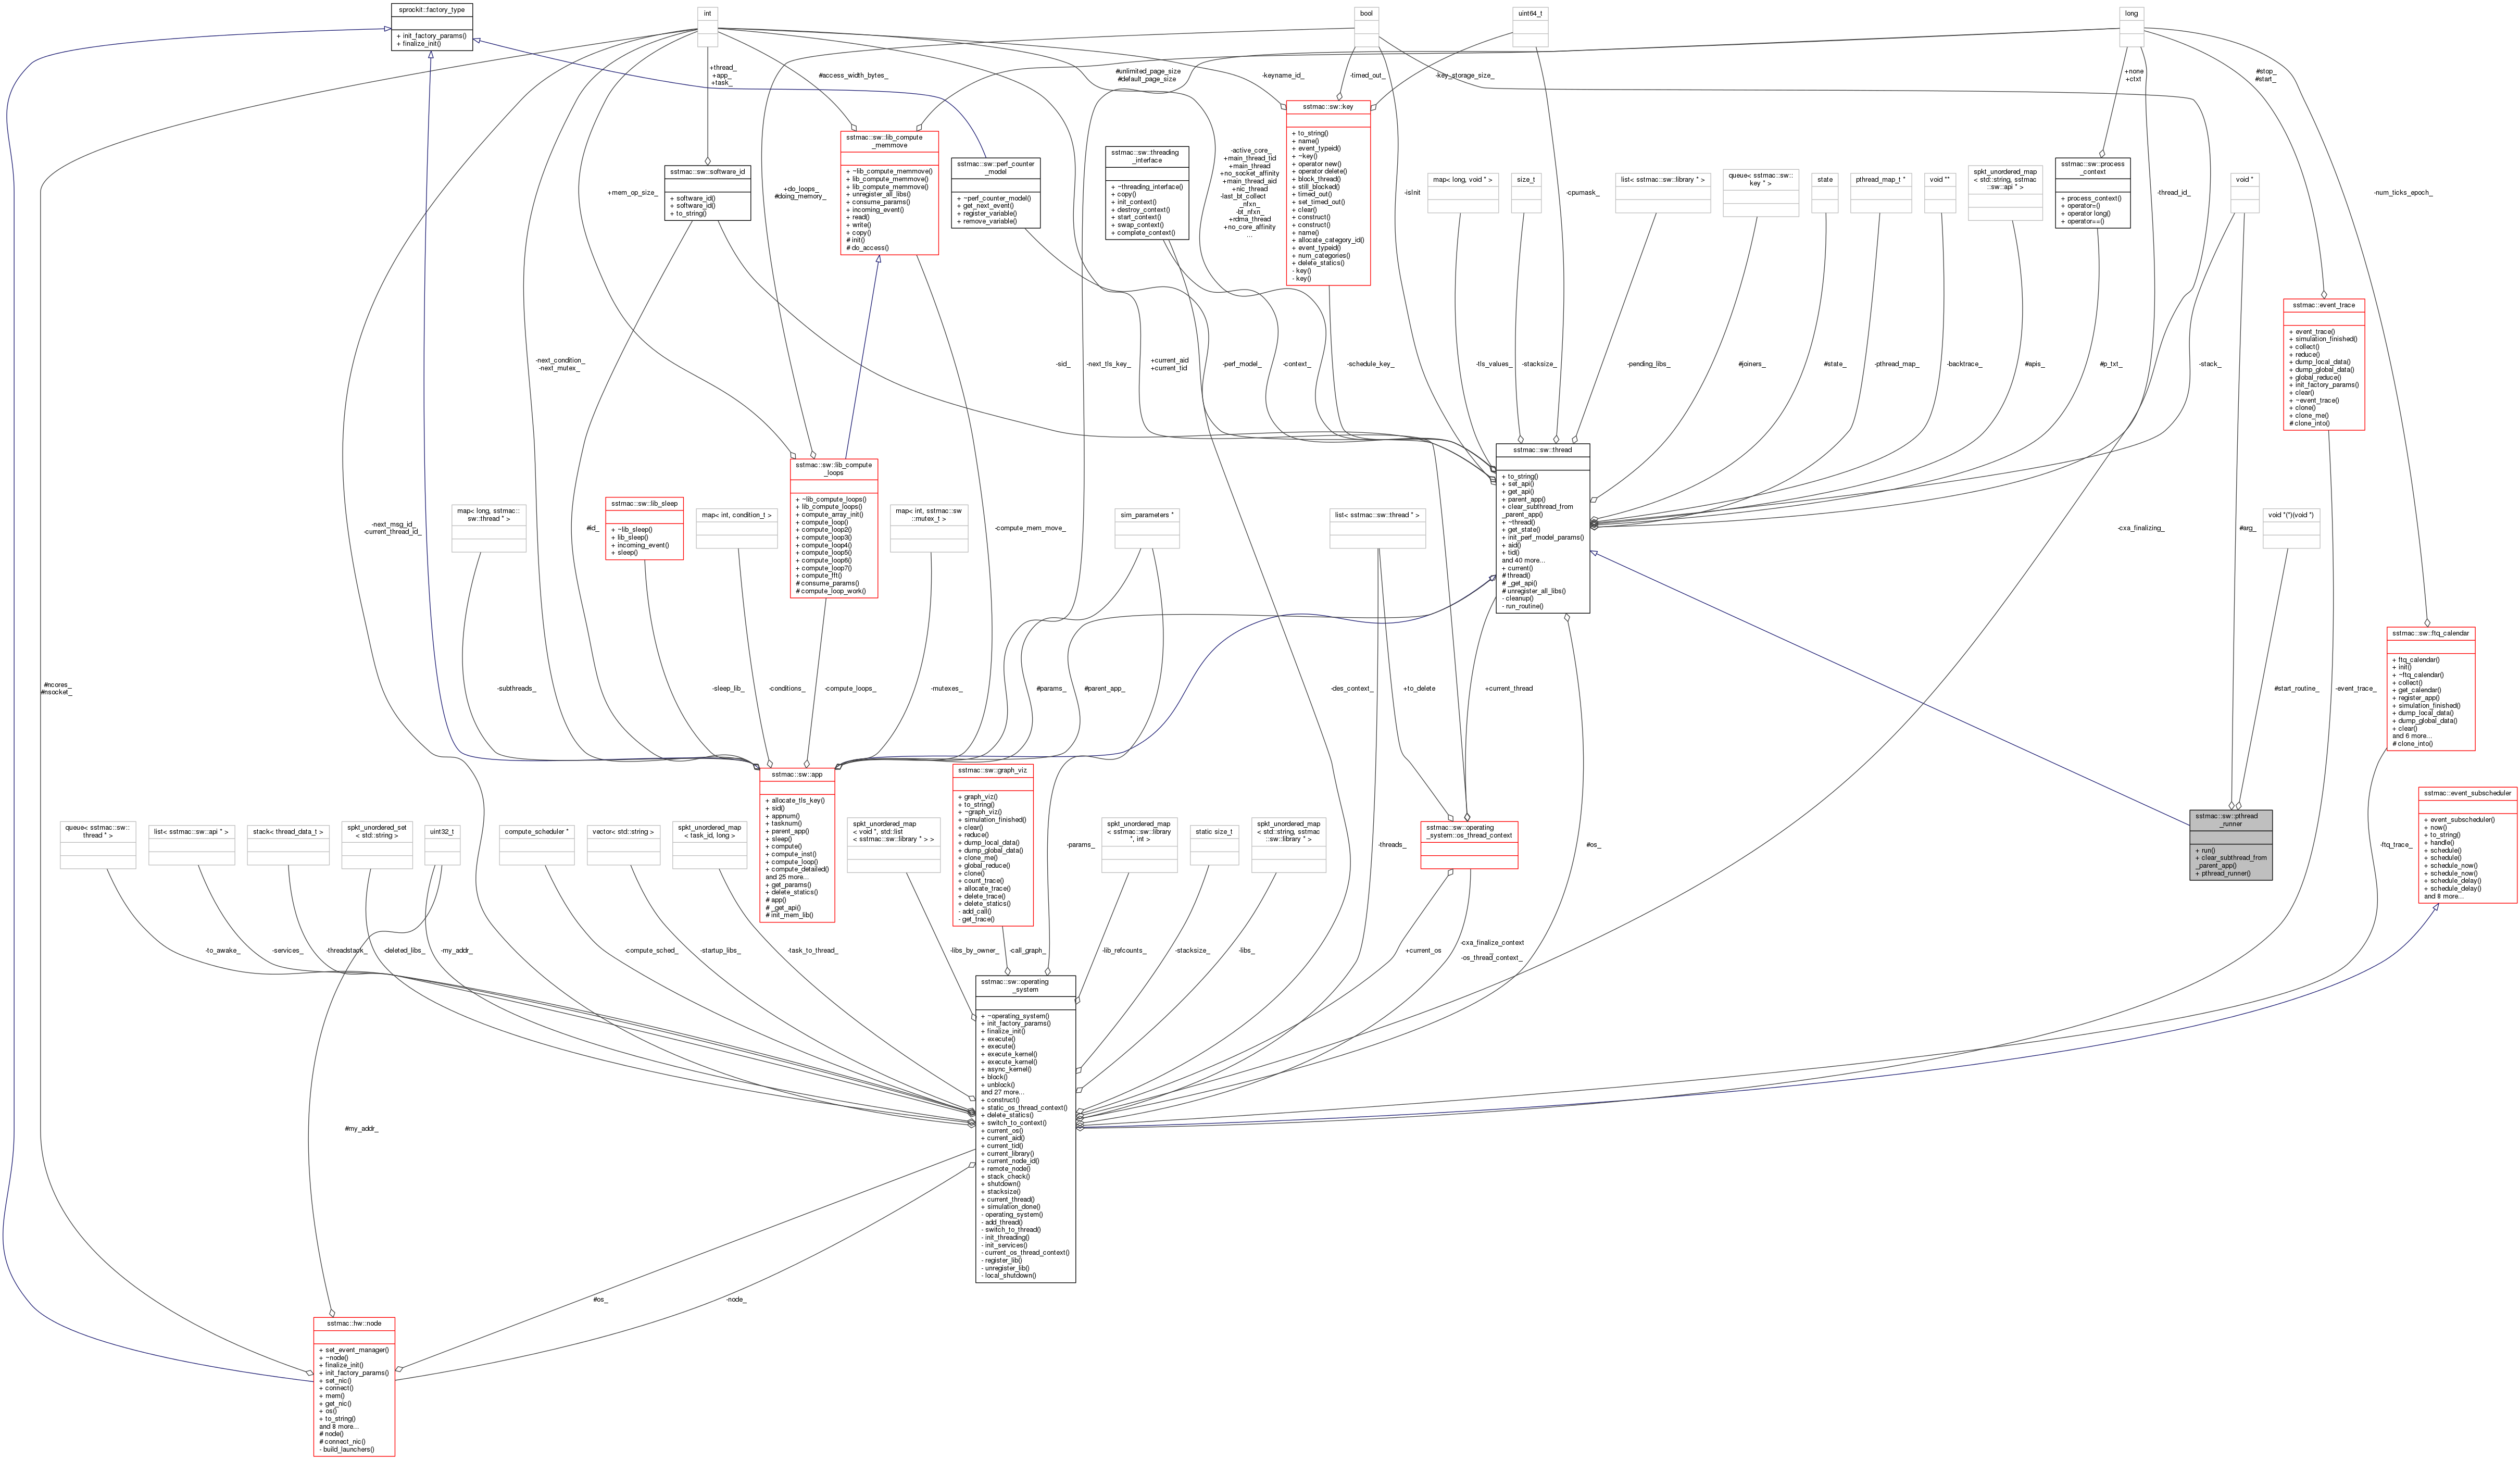 sprockit::factory_type
+ init_factory_params()
+ finalize_init()
int
bool
uint64_t
long
+thread_
+app_
+task_
#access_width_bytes_
#unlimited_page_size
#default_page_size
-keyname_id_
-timed_out_
-key_storage_size_
+none
+ctxt
#stop_
#start_
sstmac::sw::key
+ to_string()
+ name()
+ event_typeid()
+ ~key()
+ operator new()
+ operator delete()
+ block_thread()
+ still_blocked()
+ timed_out()
+ set_timed_out()
+ clear()
+ construct()
+ construct()
+ name()
+ allocate_category_id()
+ event_typeid()
+ num_categories()
+ delete_statics()
- key()
- key()
sstmac::sw::lib_compute
_memmove
+ ~lib_compute_memmove()
+ lib_compute_memmove()
+ lib_compute_memmove()
+ unregister_all_libs()
+ consume_params()
+ incoming_event()
+ read()
+ write()
+ copy()
# init()
# do_access()
sstmac::sw::perf_counter
_model
+ ~perf_counter_model()
+ get_next_event()
+ register_variable()
+ remove_variable()
sstmac::sw::threading
_interface
+ ~threading_interface()
+ copy()
+ init_context()
+ destroy_context()
+ start_context()
+ swap_context()
+ complete_context()
sstmac::sw::software_id
+ software_id()
+ software_id()
+ to_string()
-active_core_
+main_thread_tid
+main_thread
+no_socket_affinity
+main_thread_aid
+nic_thread
-last_bt_collect
_nfxn_
-bt_nfxn_
+rdma_thread
+no_core_affinity
...
sstmac::sw::process
_context
+ process_context()
+ operator=()
+ operator long()
+ operator==()
map< long, void * >
size_t
list< sstmac::sw::library * >
queue< sstmac::sw::
key * >
state
pthread_map_t *
void **
spkt_unordered_map
< std::string, sstmac
::sw::api * >
void *
+mem_op_size_
+do_loops_
#doing_memory_
-isInit
-cpumask_
-thread_id_
-num_ticks_epoch_
sstmac::event_trace
+ event_trace()
+ simulation_finished()
+ collect()
+ reduce()
+ dump_local_data()
+ dump_global_data()
+ global_reduce()
+ init_factory_params()
+ clear()
+ ~event_trace()
+ clone()
+ clone_me()
# clone_into()
-next_condition_
-next_mutex_
-sid_
-next_tls_key_
+current_aid
+current_tid
-perf_model_
-context_
-schedule_key_
-tls_values_
-stacksize_
-pending_libs_
#joiners_
#state_
-pthread_map_
-backtrace_
#apis_
#p_txt_
-stack_
sstmac::sw::thread
+ to_string()
+ set_api()
+ get_api()
+ parent_app()
+ clear_subthread_from
_parent_app()
+ ~thread()
+ get_state()
+ init_perf_model_params()
+ aid()
+ tid()
and 40 more...
+ current()
# thread()
# _get_api()
# unregister_all_libs()
- cleanup()
- run_routine()
sstmac::sw::lib_compute
_loops
+ ~lib_compute_loops()
+ lib_compute_loops()
+ compute_array_init()
+ compute_loop()
+ compute_loop2()
+ compute_loop3()
+ compute_loop4()
+ compute_loop5()
+ compute_loop6()
+ compute_loop7()
+ compute_fft()
# consume_params()
# compute_loop_work()
sstmac::sw::lib_sleep
+ ~lib_sleep()
+ lib_sleep()
+ incoming_event()
+ sleep()
map< long, sstmac::
sw::thread * >
map< int, condition_t >
map< int, sstmac::sw
::mutex_t >
sim_parameters *
list< sstmac::sw::thread * >
void *(*)(void *)
-next_msg_id_
-current_thread_id_
#id_
-compute_mem_move_
-cxa_finalizing_
#arg_
sstmac::sw::ftq_calendar
+ ftq_calendar()
+ init()
+ ~ftq_calendar()
+ collect()
+ get_calendar()
+ register_app()
+ simulation_finished()
+ dump_local_data()
+ dump_global_data()
+ clear()
and 6 more...
# clone_into()
#ncores_
#nsocket_
-subthreads_
-sleep_lib_
-conditions_
-compute_loops_
-mutexes_
#params_
#parent_app_
-des_context_
+to_delete
+current_thread
#start_routine_
-event_trace_
sstmac::sw::app
+ allocate_tls_key()
+ sid()
+ appnum()
+ tasknum()
+ parent_app()
+ sleep()
+ compute()
+ compute_inst()
+ compute_loop()
+ compute_detailed()
and 25 more...
+ get_params()
+ delete_statics()
# app()
# _get_api()
# init_mem_lib()
sstmac::sw::graph_viz
+ graph_viz()
+ to_string()
+ ~graph_viz()
+ simulation_finished()
+ clear()
+ reduce()
+ dump_local_data()
+ dump_global_data()
+ clone_me()
+ global_reduce()
+ clone()
+ count_trace()
+ allocate_trace()
+ delete_trace()
+ delete_statics()
- add_call()
- get_trace()
sstmac::event_subscheduler
+ event_subscheduler()
+ now()
+ to_string()
+ handle()
+ schedule()
+ schedule()
+ schedule_now()
+ schedule_now()
+ schedule_delay()
+ schedule_delay()
and 8 more...
sstmac::sw::pthread
_runner
+ run()
+ clear_subthread_from
_parent_app()
+ pthread_runner()
queue< sstmac::sw::
thread * >
list< sstmac::sw::api * >
stack< thread_data_t >
spkt_unordered_set
< std::string >
uint32_t
compute_scheduler *
vector< std::string >
spkt_unordered_map
< task_id, long >
spkt_unordered_map
< void *, std::list
< sstmac::sw::library * > >
spkt_unordered_map
< sstmac::sw::library
*, int >
static size_t
spkt_unordered_map
< std::string, sstmac
::sw::library * >
sstmac::sw::operating
_system::os_thread_context
-params_
-threads_
#os_
-ftq_trace_
-to_awake_
-services_
-threadstack_
-deleted_libs_
-my_addr_
-compute_sched_
-startup_libs_
-task_to_thread_
-libs_by_owner_
-call_graph_
-lib_refcounts_
-stacksize_
-libs_
+current_os
-cxa_finalize_context
_
-os_thread_context_
sstmac::sw::operating
_system
+ ~operating_system()
+ init_factory_params()
+ finalize_init()
+ execute()
+ execute()
+ execute_kernel()
+ execute_kernel()
+ async_kernel()
+ block()
+ unblock()
and 27 more...
+ construct()
+ static_os_thread_context()
+ delete_statics()
+ switch_to_context()
+ current_os()
+ current_aid()
+ current_tid()
+ current_library()
+ current_node_id()
+ remote_node()
+ stack_check()
+ shutdown()
+ stacksize()
+ current_thread()
+ simulation_done()
- operating_system()
- add_thread()
- switch_to_thread()
- init_threading()
- init_services()
- current_os_thread_context()
- register_lib()
- unregister_lib()
- local_shutdown()
#my_addr_
#os_
-node_
sstmac::hw::node
+ set_event_manager()
+ ~node()
+ finalize_init()
+ init_factory_params()
+ set_nic()
+ connect()
+ mem()
+ get_nic()
+ os()
+ to_string()
and 8 more...
# node()
# connect_nic()
- build_launchers()